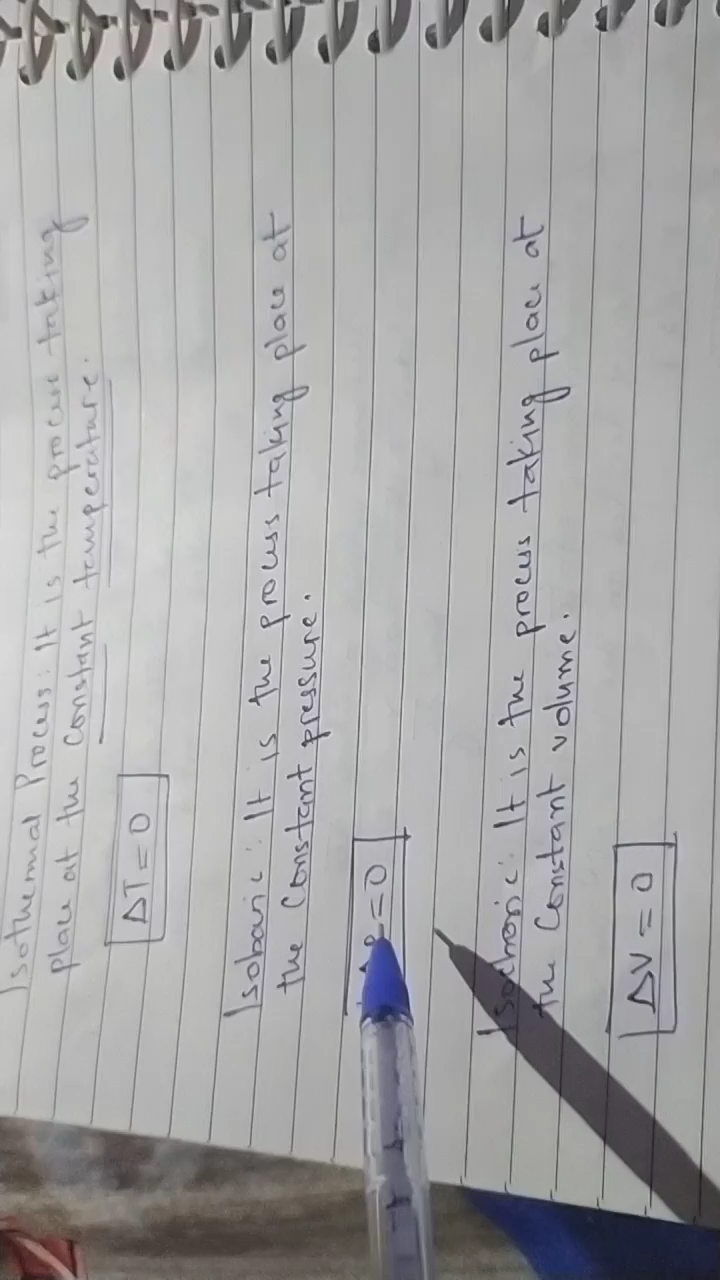 Isothermal Process: It is the process taking
place at the constant temperature.
ΔT = 0
Isobaric: It is the process taking place at
the constant pressure.
= 0
Isochoric: It is the process taking place at
the constant volume.
ΔV = 0